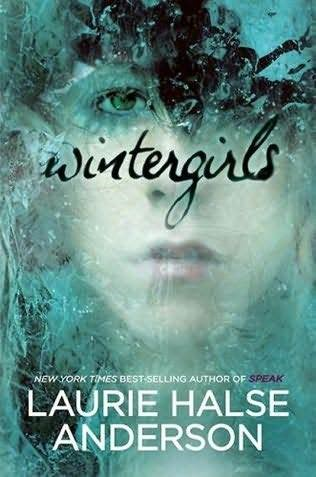 wintergirls
NEW YORK TIMES BEST-SELLING AUTHOR OF SPEAK
LAURIE HALSE
ANDERSON